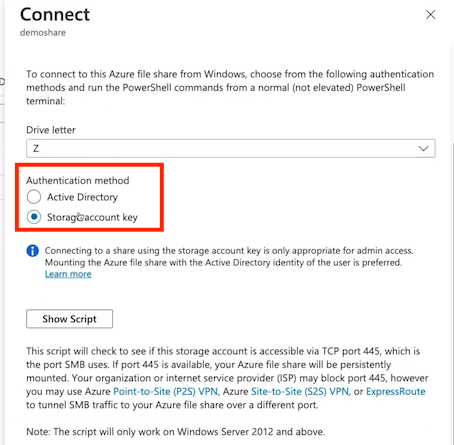 Connect
demoshare
To connect to this Azure file share from Windows, choose from the following authentication
methods and run the PowerShell commands from a normal (not elevated) PowerShell
terminal:
Drive letter
Z
Authentication method
Active Directory
Storage account key
Connecting to a share using the storage account key is only appropriate for admin access.
Mounting the Azure file share with the Active Directory identity of the user is preferred.
Learn more
Show Script
This script will check to see if this storage account is accessible via TCP port 445, which is
the port SMB uses. If port 445 is available, your Azure file share will be persistently
mounted. Your organization or internet service provider (ISP) may block port 445, however
you may use Azure Point-to-Site (P2S) VPN, Azure Site-to-Site (S2S) VPN, or ExpressRoute
to tunnel SMB traffic to your Azure file share over a different port.
Note: The script will only work on Windows Server 2012 and above.